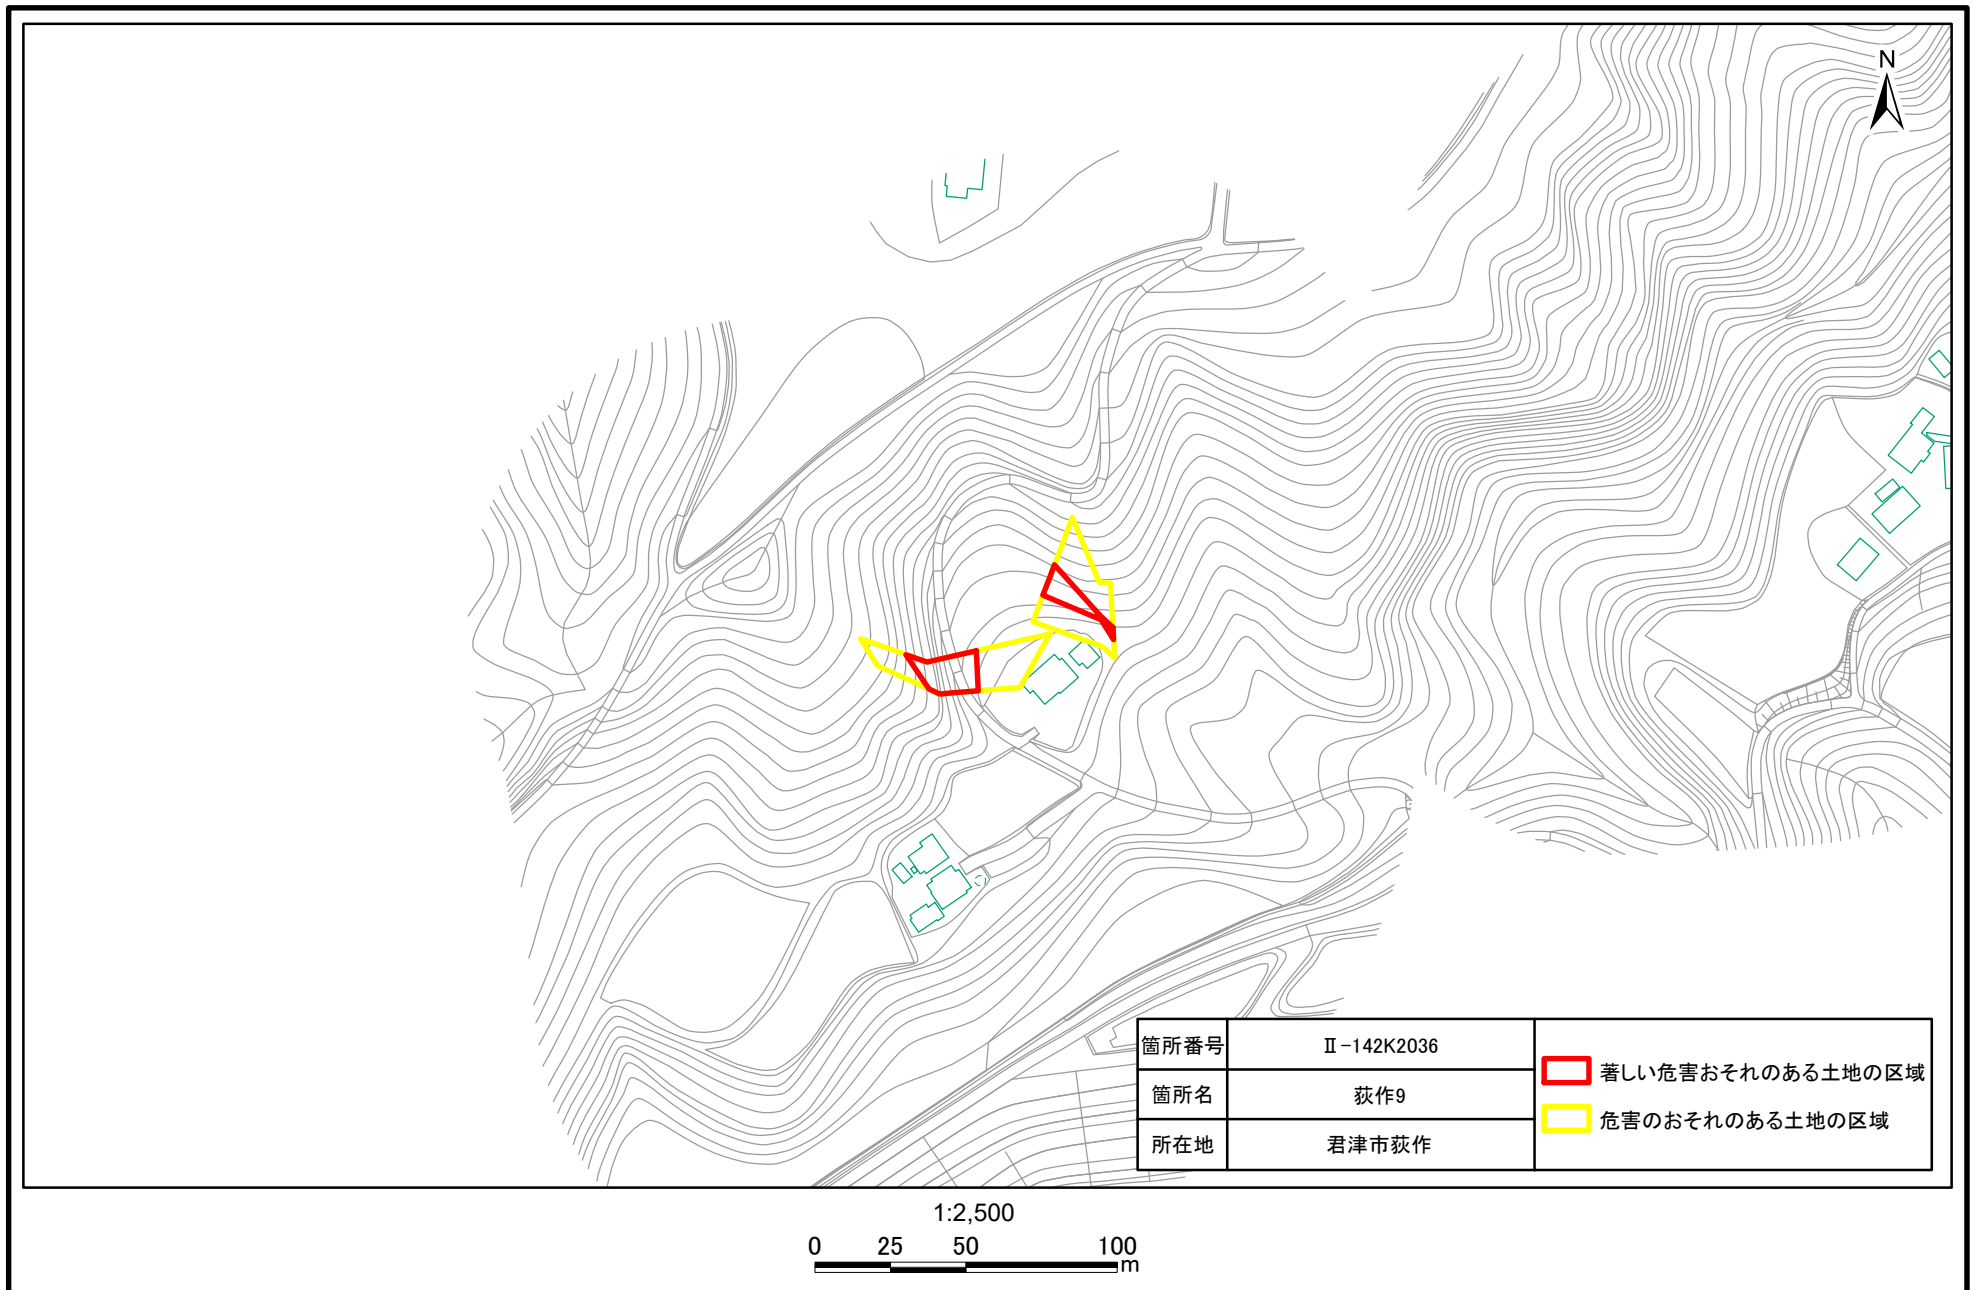 N
箇所番号 Ⅱ-142K2036
箇所名 荻作9
所在地 君津市荻作
著しい危害おそれのある土地の区域
危害のおそれのある土地の区域
1:2,500
0 25 50 100
m